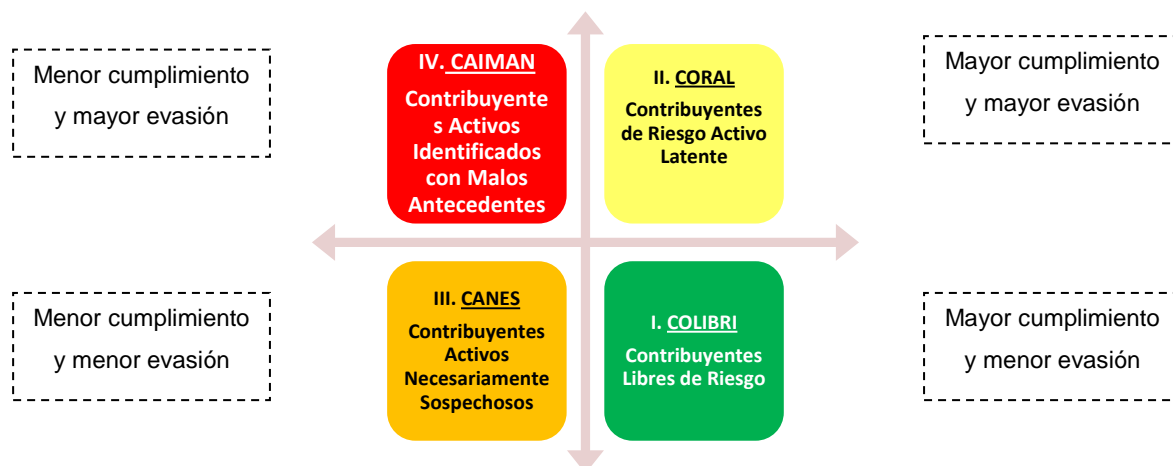 Menor cumplimiento
y mayor evasión
IV. CAIMAN
Contribuyente
s Activos
Identificados
con Malos
Antecedentes
II. CORAL
Contribuyentes
de Riesgo Activo
Latente
Mayor cumplimiento
y mayor evasión
Menor cumplimiento
y menor evasión
III. CANES
Contribuyentes
Activos
Necesariamente
Sospechosos
I. COLIBRI
Contribuyentes
Libres de Riesgo
Mayor cumplimiento
y menor evasión